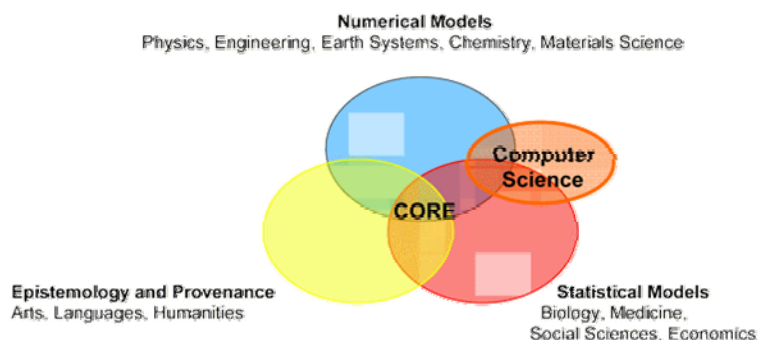 Numerical Models
Physics, Engineering, Earth Systems, Chemistry, Materials Science
Computer
Science
CORE
Epistemology and Provenance
Arts, Languages, Humanities
Statistical Models
Biology, Medicine,
Social Sciences, Economics